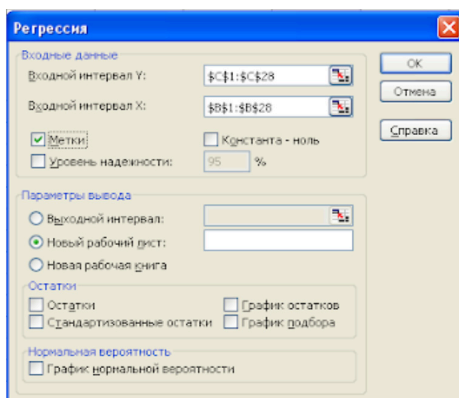 Регрессия
Входные данные
Входной интервал Y: $C$1:$C$28
Входной интервал X: $B$1:$B$28
Метки Константа - ноль
Уровень надежности: 95 %
OK
Отмена
Справка
Параметры вывода
Выходной интервал:
Новый рабочий лист:
Новая рабочая книга
Остатки
Остатки График остатков
Стандартизованные остатки График подбора
Нормальная вероятность
График нормальной вероятности